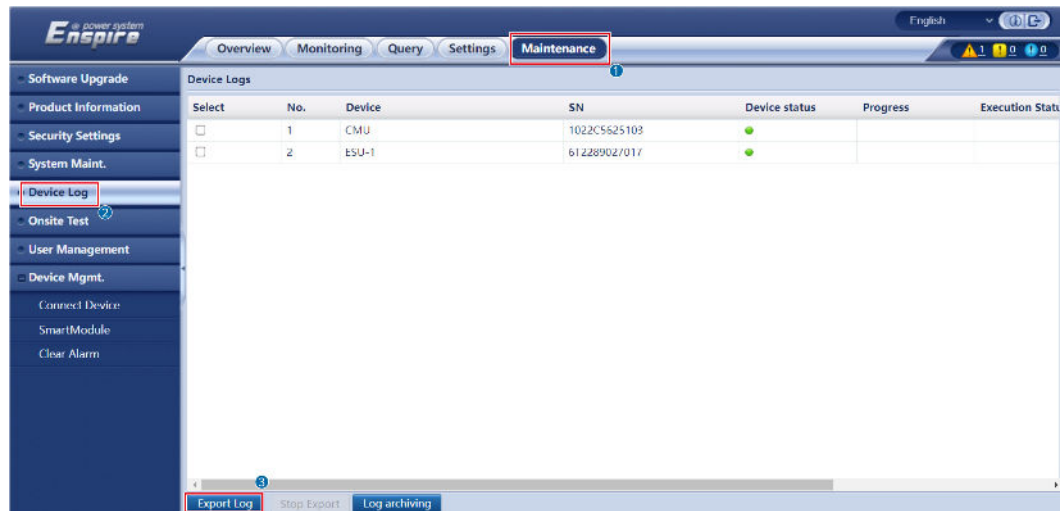 e power system
Enspire
English
Overview Monitoring Query Settings Maintenance
1 0 0
1
Software Upgrade
Product Information
Security Settings
System Maint.
Device Log
2
Onsite Test
User Management
Device Mgmt.
Connect Device
SmartModule
Clear Alarm
Device Logs
Select No. Device SN Device status Progress Execution Statu
1 CMU 1022C5625103
2 ESU-1 612289027017
3
Export Log Stop Export Log archiving